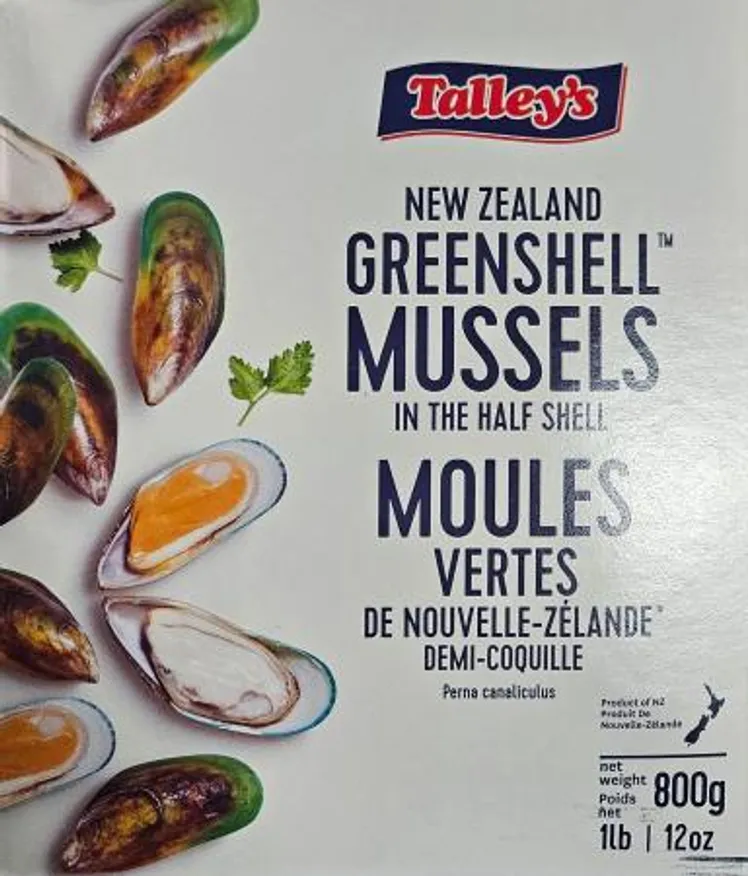 Talley's
NEW ZEALAND
GREENSHELL™
MUSSELS
IN THE HALF SHELL
MOULES
VERTES
DE NOUVELLE-ZÉLANDE*
DEMI-COQUILLE
Perna canaliculus
Product of NZ
Produit De
Nouvelle-Zélande
net
weight
Poids
net
800g
1lb | 12oz